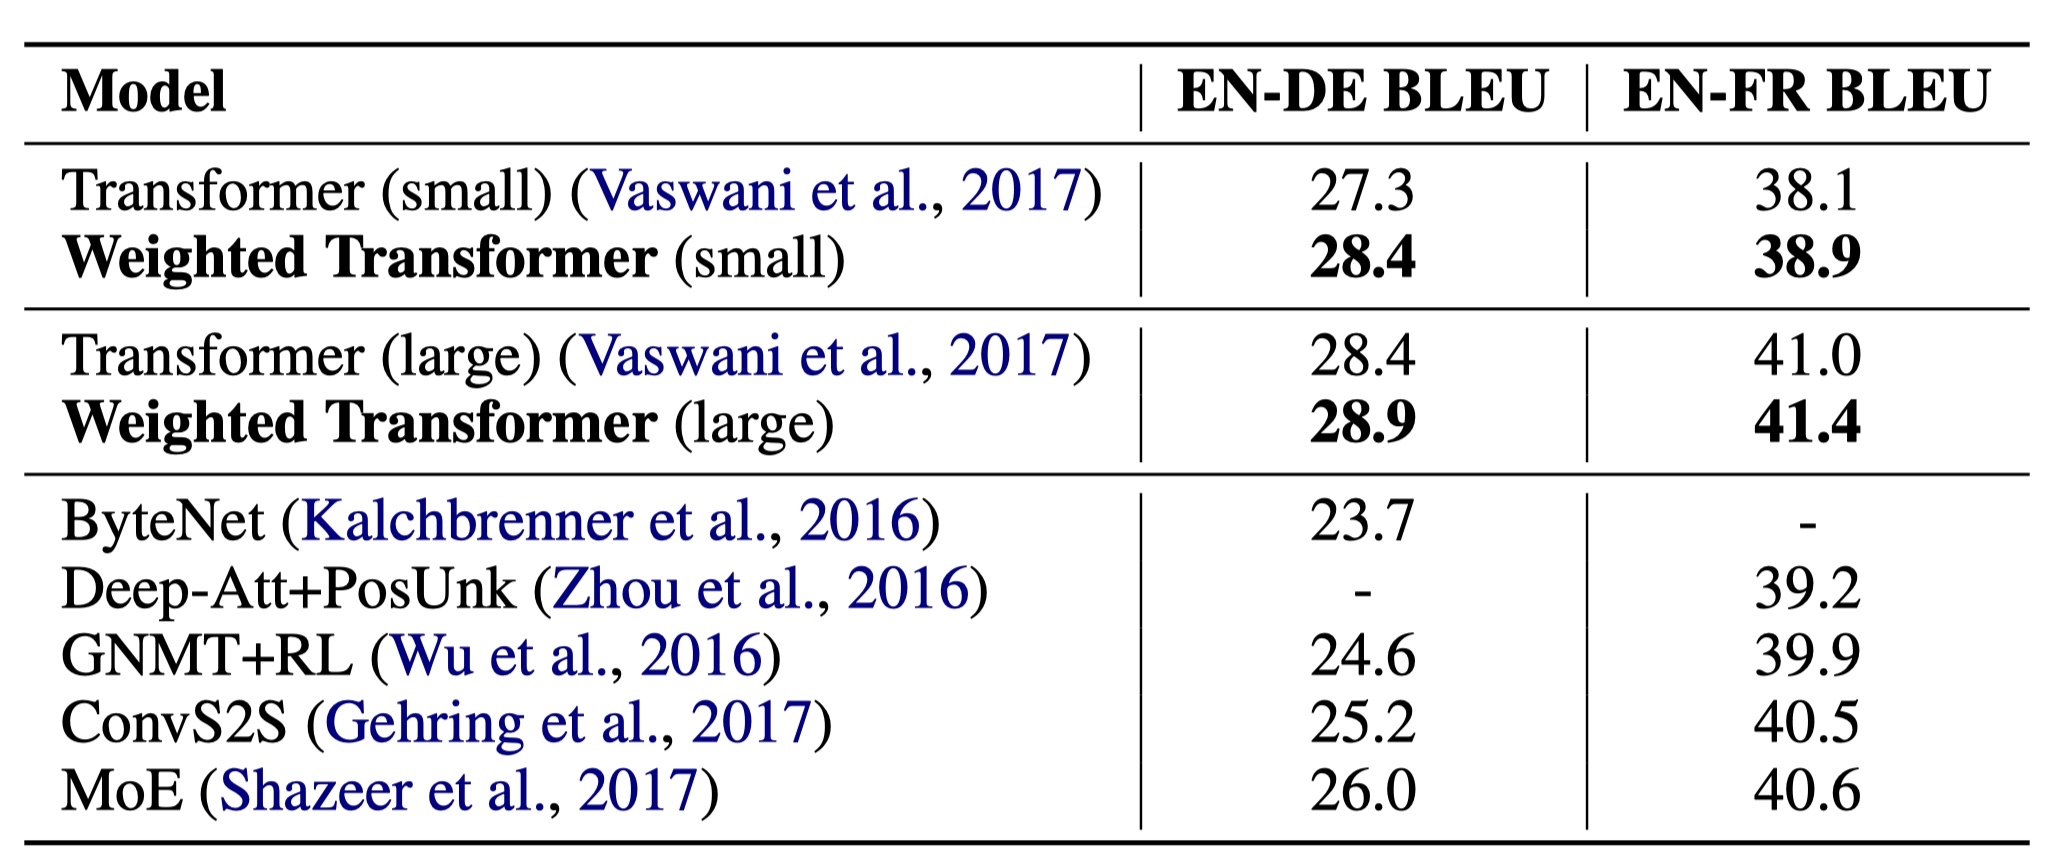 Model EN-DE BLEU EN-FR BLEU
Transformer (small) (Vaswani et al., 2017) 27.3 38.1
Weighted Transformer (small) 28.4 38.9
Transformer (large) (Vaswani et al., 2017) 28.4 41.0
Weighted Transformer (large) 28.9 41.4
ByteNet (Kalchbrenner et al., 2016) 23.7 -
Deep-Att+PosUnk (Zhou et al., 2016) - 39.2
GNMT+RL (Wu et al., 2016) 24.6 39.9
ConvS2S (Gehring et al., 2017) 25.2 40.5
MoE (Shazeer et al., 2017) 26.0 40.6